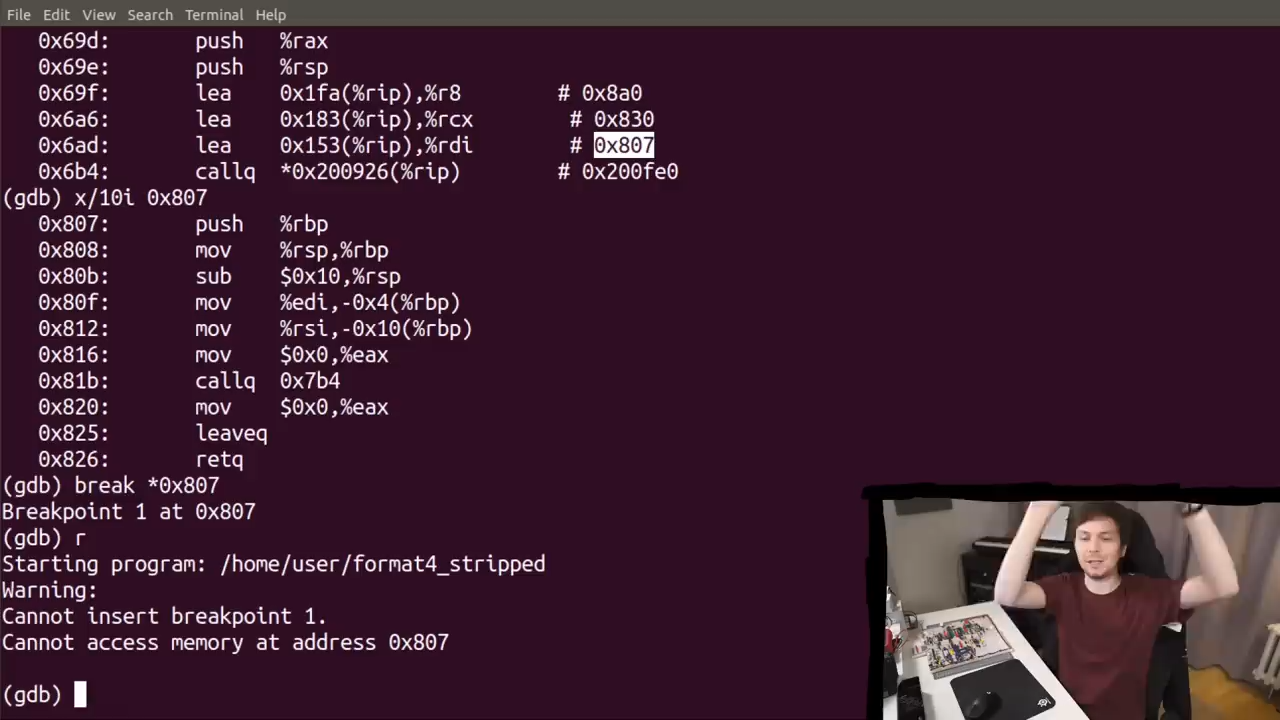 File Edit View Search Terminal Help
0x69d: push %rax
0x69e: push %rsp
0x69f: lea 0x1fa(%rip),%r8 # 0x8a0
0x6a6: lea 0x183(%rip),%rcx # 0x830
0x6ad: lea 0x153(%rip),%rdi # 0x807
0x6b4: callq *0x200926(%rip) # 0x200fe0
(gdb) x/10i 0x807
0x807: push %rbp
0x808: mov %rsp,%rbp
0x80b: sub $0x10,%rsp
0x80f: mov %edi,-0x4(%rbp)
0x812: mov %rsi,-0x10(%rbp)
0x816: mov $0x0,%eax
0x81b: callq 0x7b4
0x820: mov $0x0,%eax
0x825: leaveq
0x826: retq
(gdb) break *0x807
Breakpoint 1 at 0x807
(gdb) r
Starting program: /home/user/format4_stripped
Warning:
Cannot insert breakpoint 1.
Cannot access memory at address 0x807
(gdb)